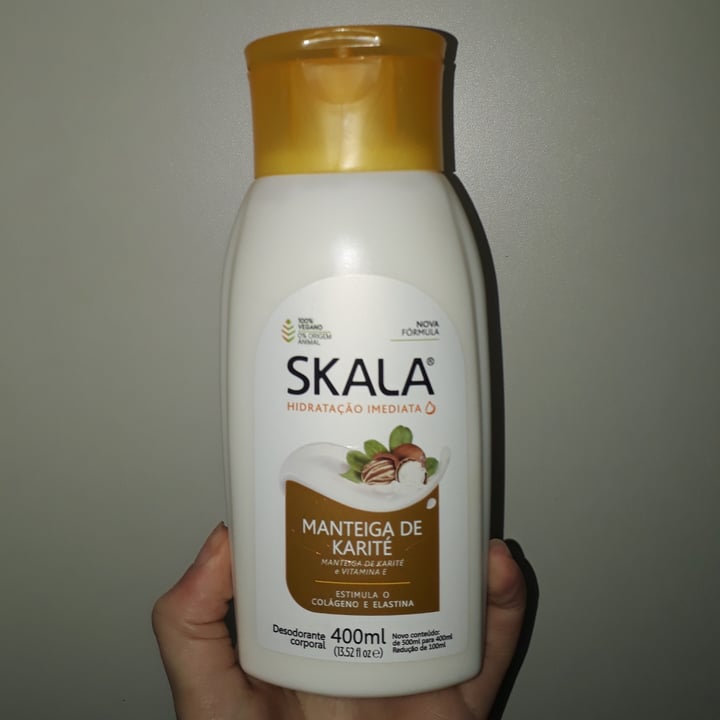 100%
VEGANO
0% ORIGEM
ANIMAL
NOVA
FÓRMULA
SKALA®
HIDRATAÇÃO IMEDIATA
MANTEIGA DE
KARITÉ
MANTEIGA DE KARITÉ
e VITAMINA E
ESTIMULA O
COLÁGENO E ELASTINA
Desodorante
corporal
400ml
(13.52 fl oz ℮)
Novo conteúdo:
de 500ml para 400ml
Redução de 100ml